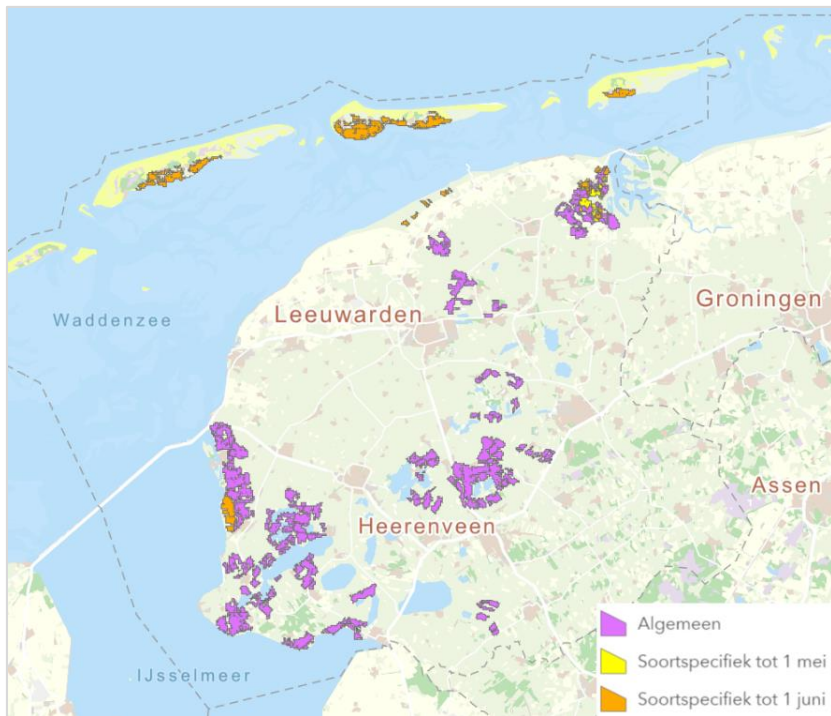 Waddenzee
Leeuwarden
Groningen
Assen
Heerenveen
IJsselmeer
Algemeen
Soortspecifiek tot 1 mei
Soortspecifiek tot 1 juni